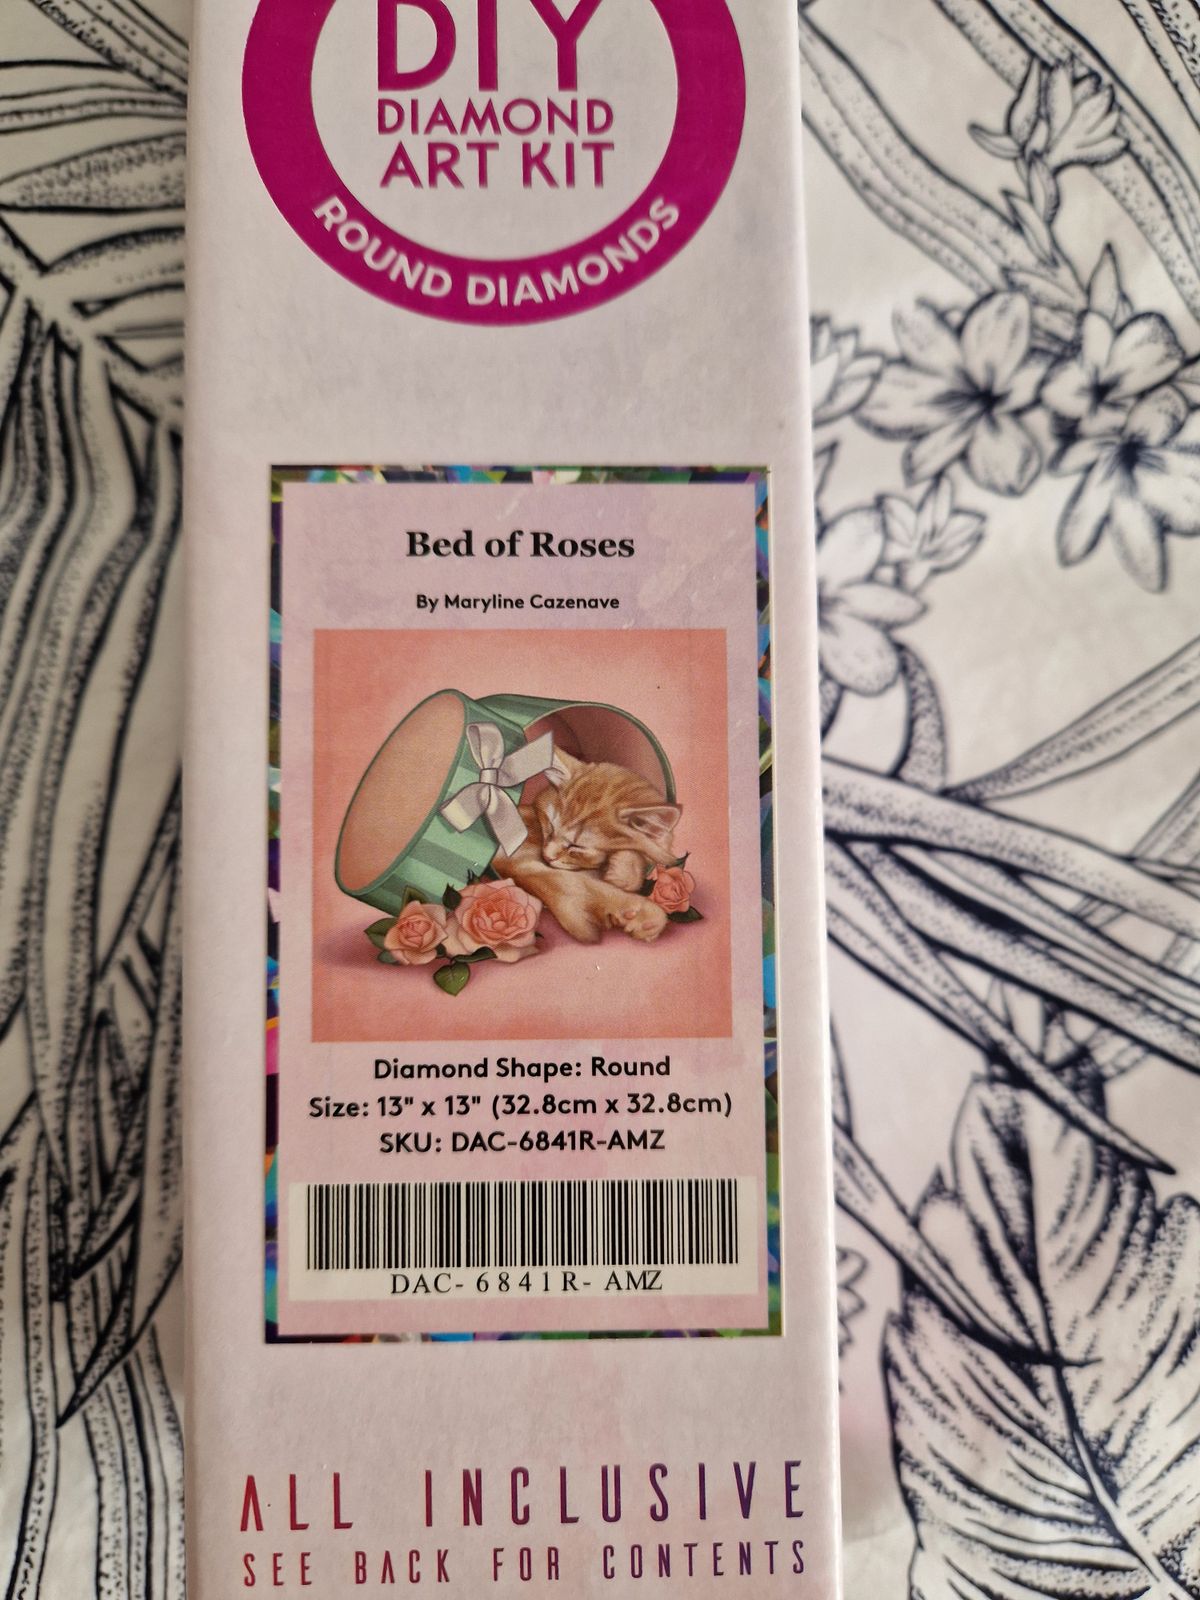 DIY
DIAMOND
ART KIT
ROUND DIAMONDS
Bed of Roses
By Maryline Cazenave
Diamond Shape: Round
Size: 13" x 13" (32.8cm x 32.8cm)
SKU: DAC-6841R-AMZ
DAC- 6841R- AMZ
ALL INCLUSIVE
SEE BACK FOR CONTENTS